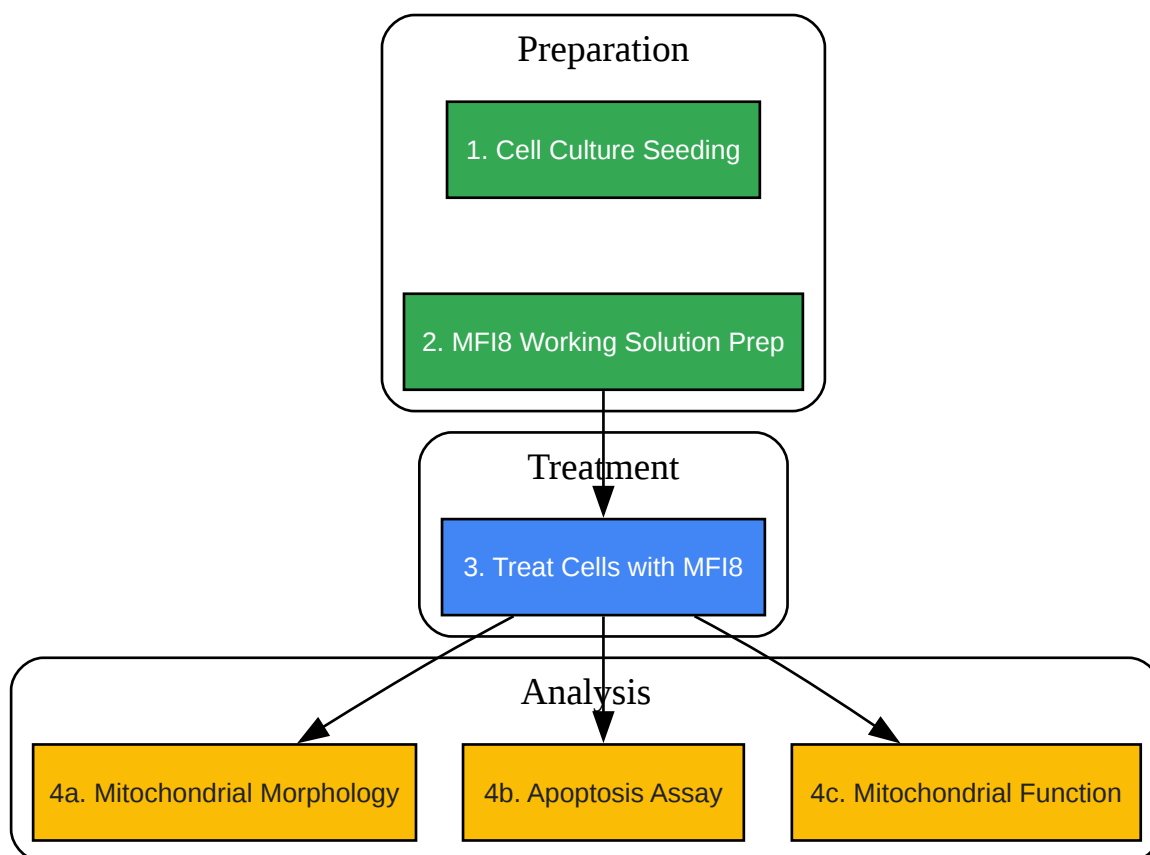 Preparation
1. Cell Culture Seeding
2. MFI8 Working Solution Prep
Treatment
3. Treat Cells with MFI8
Analysis
4a. Mitochondrial Morphology
4b. Apoptosis Assay
4c. Mitochondrial Function